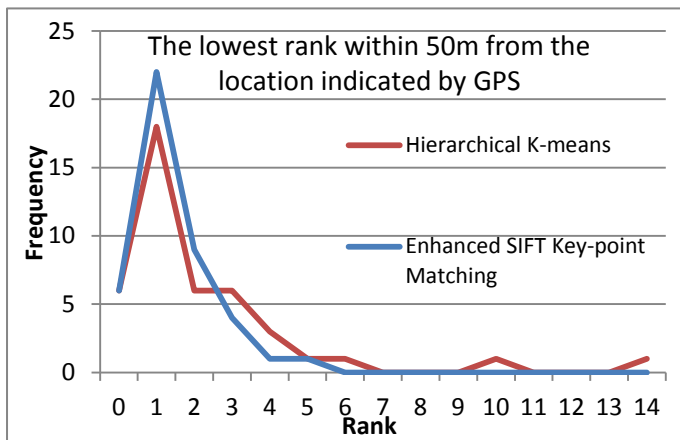 The lowest rank within 50m from the
location indicated by GPS
25
20
15
10
5
0
Frequency
Hierarchical K-means
Enhanced SIFT Key-point
Matching
0 1 2 3 4 5 6 7 8 9 10 11 12 13 14
Rank